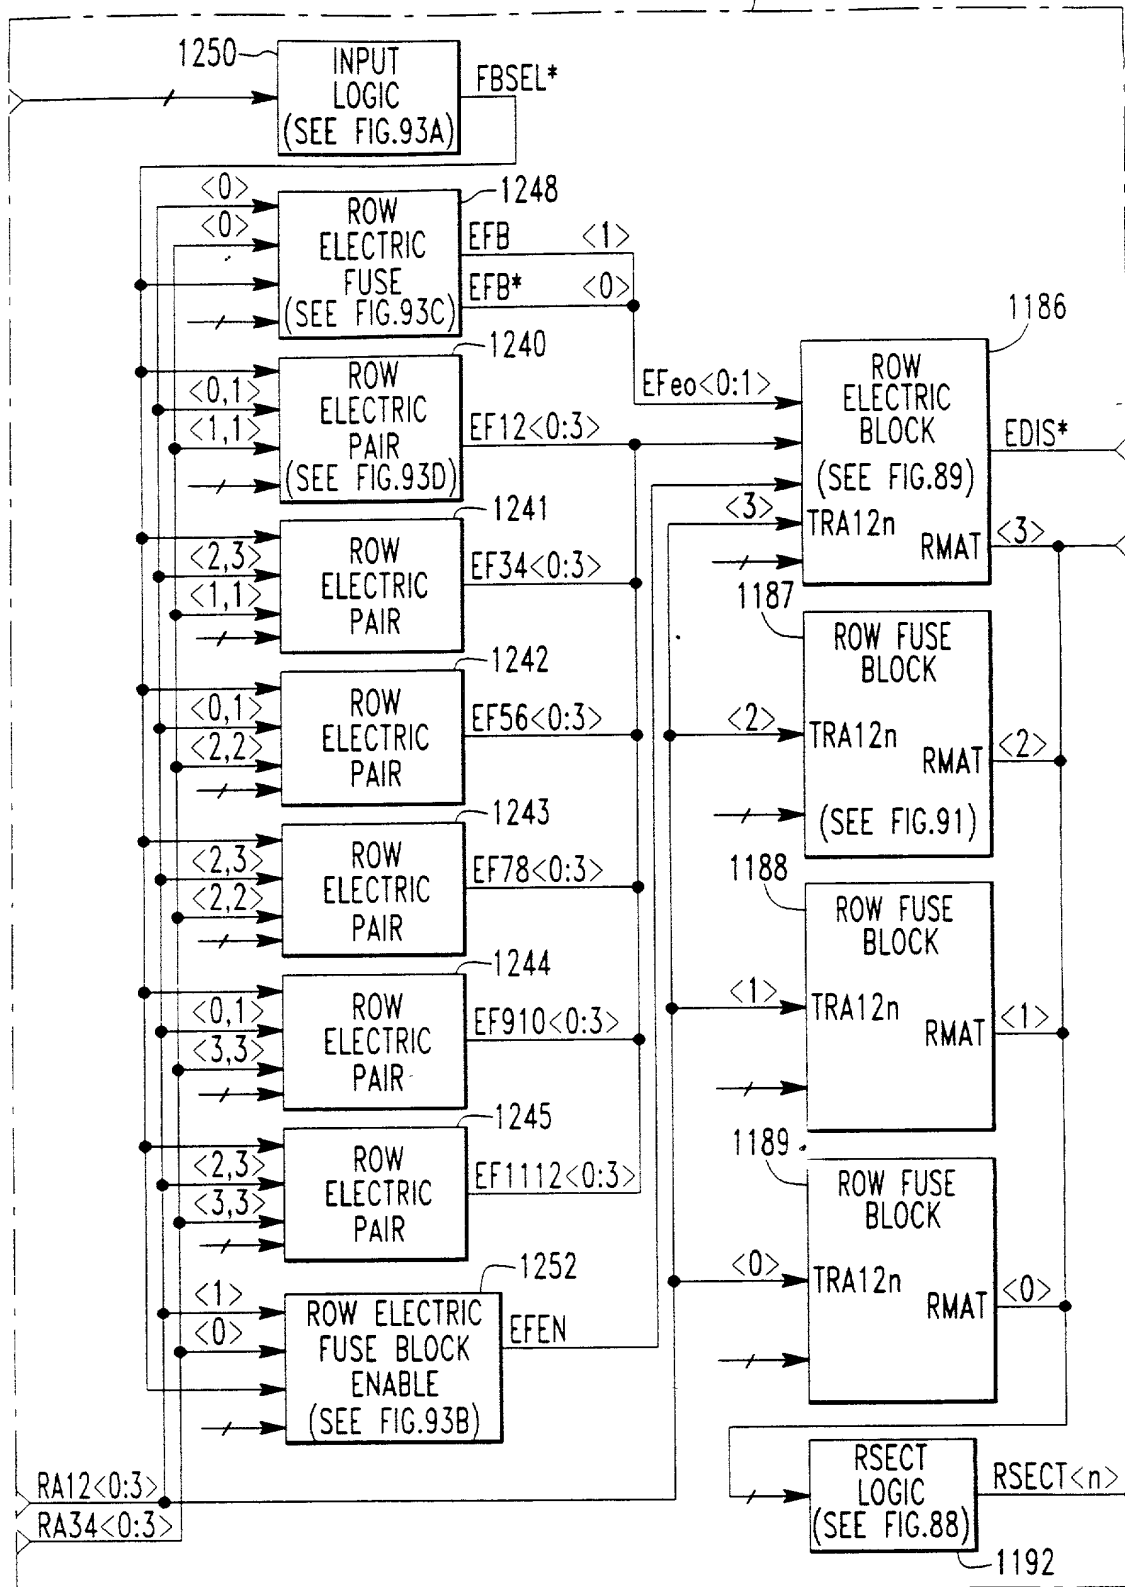 1250
INPUT
LOGIC
(SEE FIG.93A)
FBSEL*
<0>
<0>
1248
ROW
ELECTRIC
FUSE
(SEE FIG.93C)
EFB <1>
EFB* <0>
1240
<0,1>
<1,1>
ROW
ELECTRIC
PAIR
(SEE FIG.93D)
EF12<0:3>
1241
<2,3>
<1,1>
ROW
ELECTRIC
PAIR
EF34<0:3>
1242
<0,1>
<2,2>
ROW
ELECTRIC
PAIR
EF56<0:3>
1243
<2,3>
<2,2>
ROW
ELECTRIC
PAIR
EF78<0:3>
1244
<0,1>
<3,3>
ROW
ELECTRIC
PAIR
EF910<0:3>
1245
<2,3>
<3,3>
ROW
ELECTRIC
PAIR
EF1112<0:3>
1252
<1>
<0>
ROW ELECTRIC
FUSE BLOCK
ENABLE
(SEE FIG.93B)
EFEN
RA12<0:3>
RA34<0:3>
1186
EFeo<0:1>
ROW
ELECTRIC
BLOCK
(SEE FIG.89)
EDIS*
<3>
TRA12n
RMAT
<3>
1187
ROW FUSE
BLOCK
<2>
TRA12n
RMAT
<2>
(SEE FIG.91)
1188
ROW FUSE
BLOCK
<1>
TRA12n
RMAT
<1>
1189
ROW FUSE
BLOCK
<0>
TRA12n
RMAT
<0>
RSECT
LOGIC
(SEE FIG.88)
RSECT<n>
1192